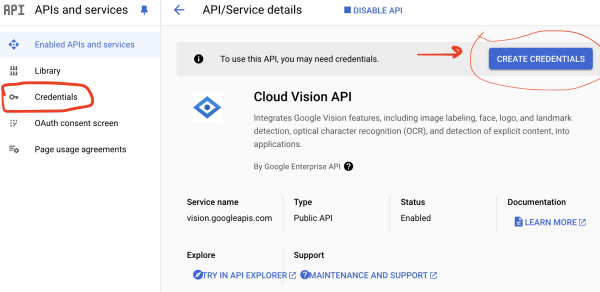 API APIs and services
Enabled APIs and services
Library
Credentials
OAuth consent screen
Page usage agreements
API/Service details
DISABLE API
To use this API, you may need credentials.
CREATE CREDENTIALS
Cloud Vision API
Integrates Google Vision features, including image labeling, face, logo, and landmark
detection, optical character recognition (OCR), and detection of explicit content, into
applications.
By Google Enterprise API
Service name
vision.googleapis.com
Type
Public API
Status
Enabled
Documentation
LEARN MORE
Explore
TRY IN API EXPLORER
Support
MAINTENANCE AND SUPPORT